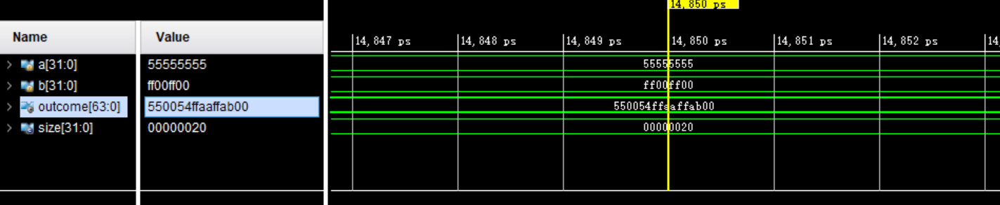 14,850 ps
Name Value
14,847 ps 14,848 ps 14,849 ps 14,850 ps 14,851 ps 14,852 ps 14
a[31:0] 55555555 55555555
b[31:0] ff00ff00 ff00ff00
outcome[63:0] 550054ffaaffab00 550054ffaaffab00
size[31:0] 00000020 00000020